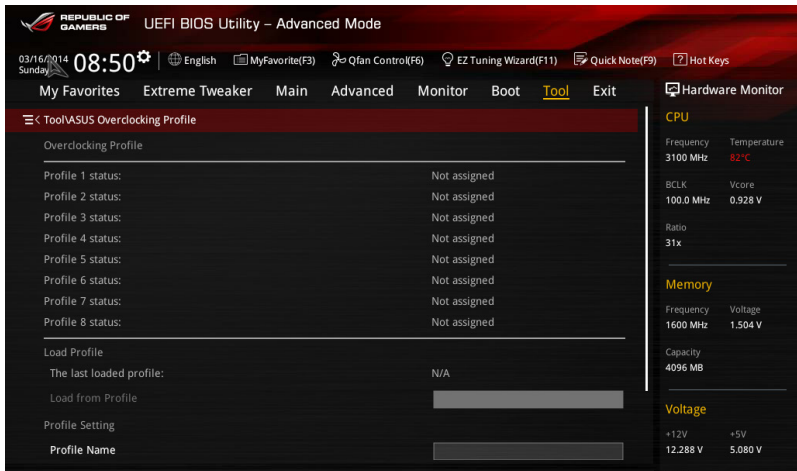 REPUBLIC OF
GAMERS
UEFI BIOS Utility – Advanced Mode
03/16/2014
Sunday
08:50
English
MyFavorite(F3)
Qfan Control(F6)
EZ Tuning Wizard(F11)
Quick Note(F9)
? Hot Keys
My Favorites
Extreme Tweaker
Main
Advanced
Monitor
Boot
Tool
Exit
Hardware Monitor
Tool\ASUS Overclocking Profile
Overclocking Profile
Profile 1 status: Not assigned
Profile 2 status: Not assigned
Profile 3 status: Not assigned
Profile 4 status: Not assigned
Profile 5 status: Not assigned
Profile 6 status: Not assigned
Profile 7 status: Not assigned
Profile 8 status: Not assigned
Load Profile
The last loaded profile: N/A
Load from Profile
Profile Setting
Profile Name
CPU
Frequency Temperature
3100 MHz 82°C
BCLK Vcore
100.0 MHz 0.928 V
Ratio
31x
Memory
Frequency Voltage
1600 MHz 1.504 V
Capacity
4096 MB
Voltage
+12V +5V
12.288 V 5.080 V